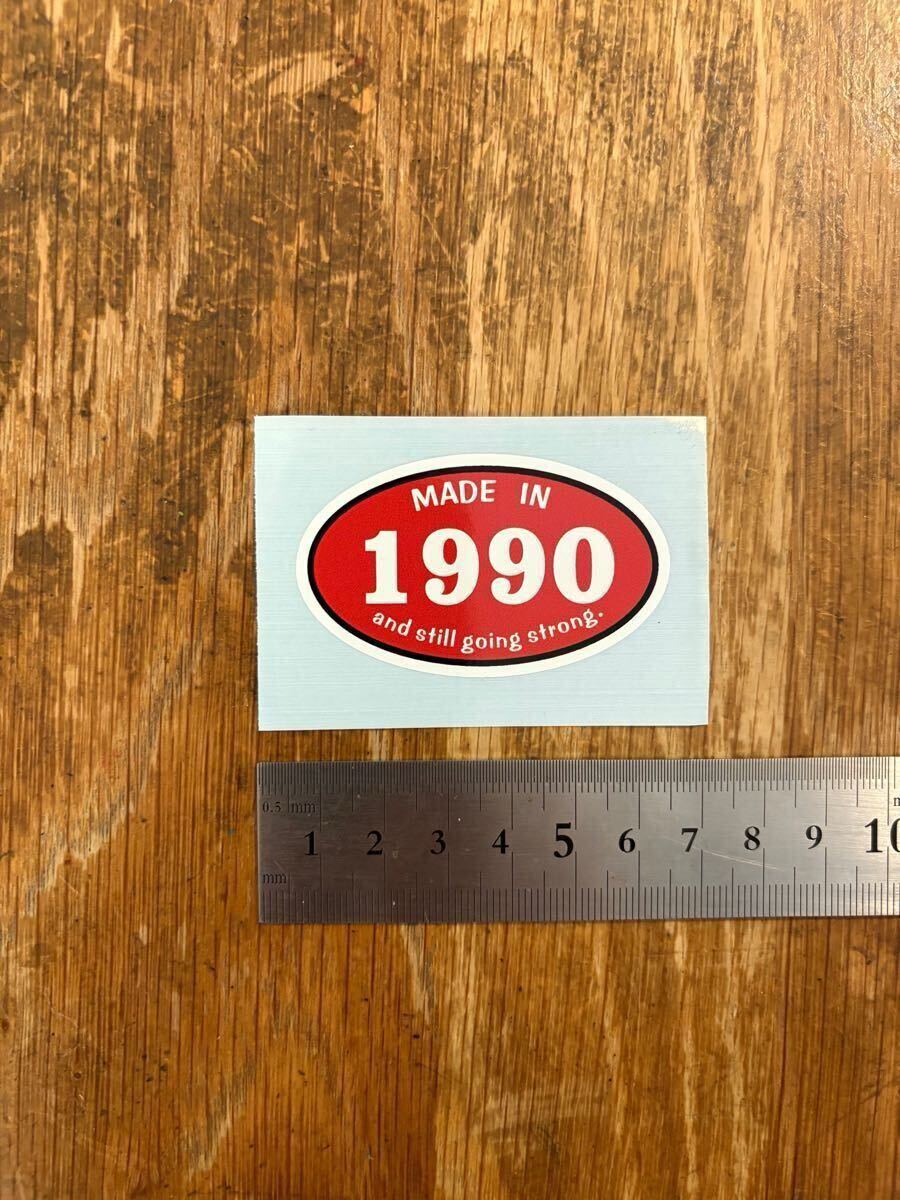 MADE IN
1990
and still going strong.
0.5 mm
1 2 3 4 5 6 7 8 9 10
mm